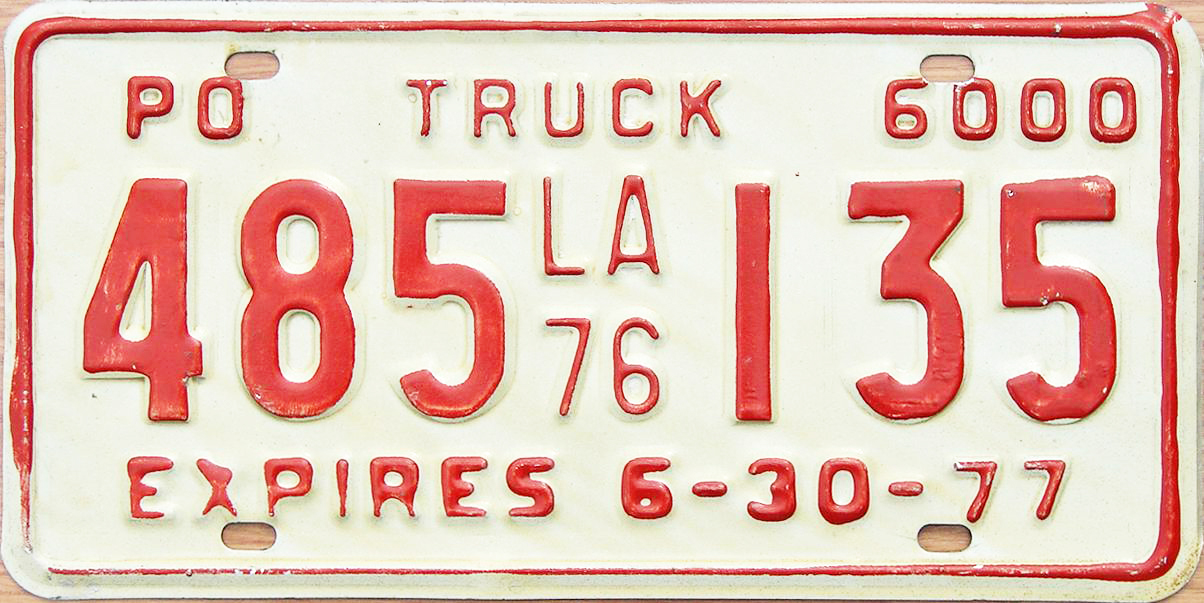 PO TRUCK 6000
485 LA 76 135
EXPIRES 6-30-77